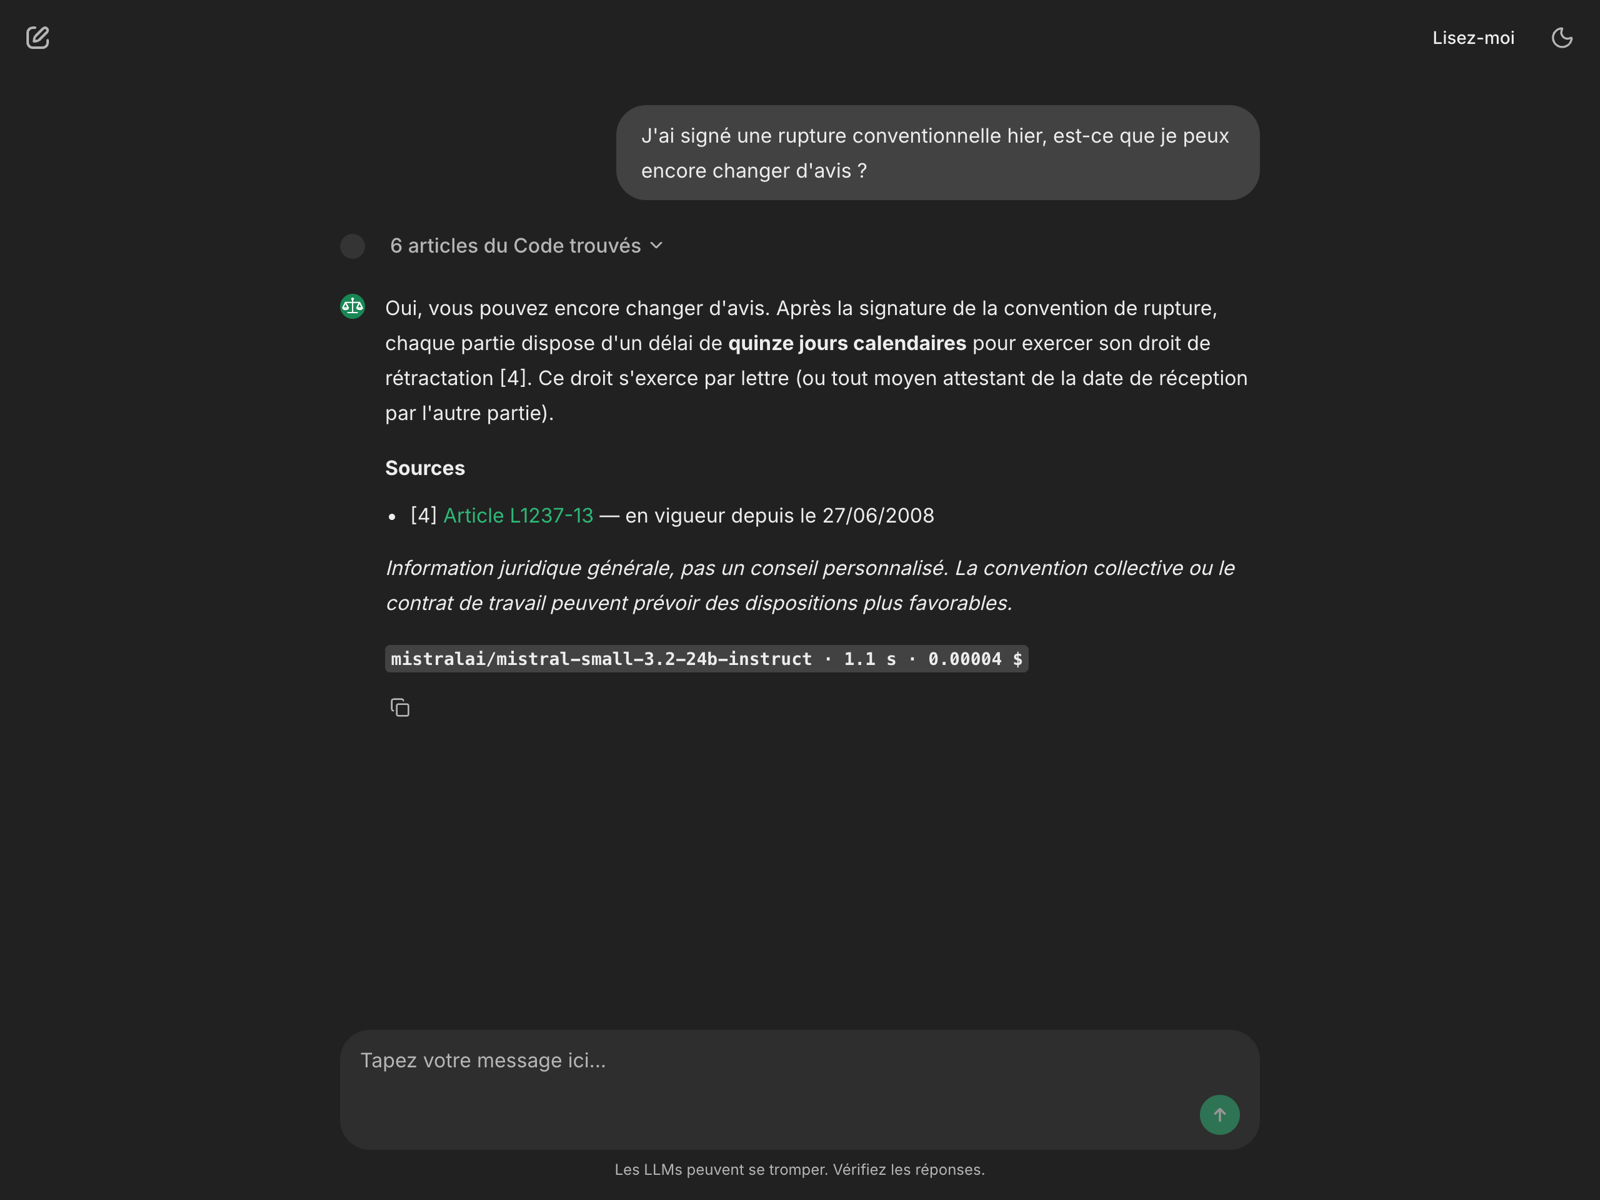 Lisez-moi
J'ai signé une rupture conventionnelle hier, est-ce que je peux
encore changer d'avis ?
6 articles du Code trouvés
Oui, vous pouvez encore changer d'avis. Après la signature de la convention de rupture,
chaque partie dispose d'un délai de quinze jours calendaires pour exercer son droit de
rétractation [4]. Ce droit s'exerce par lettre (ou tout moyen attestant de la date de réception
par l'autre partie).
Sources
• [4] Article L1237-13 — en vigueur depuis le 27/06/2008
Information juridique générale, pas un conseil personnalisé. La convention collective ou le
contrat de travail peuvent prévoir des dispositions plus favorables.
mistralai/mistral-small-3.2-24b-instruct · 1.1 s · 0.00004 $
Tapez votre message ici...
Les LLMs peuvent se tromper. Vérifiez les réponses.